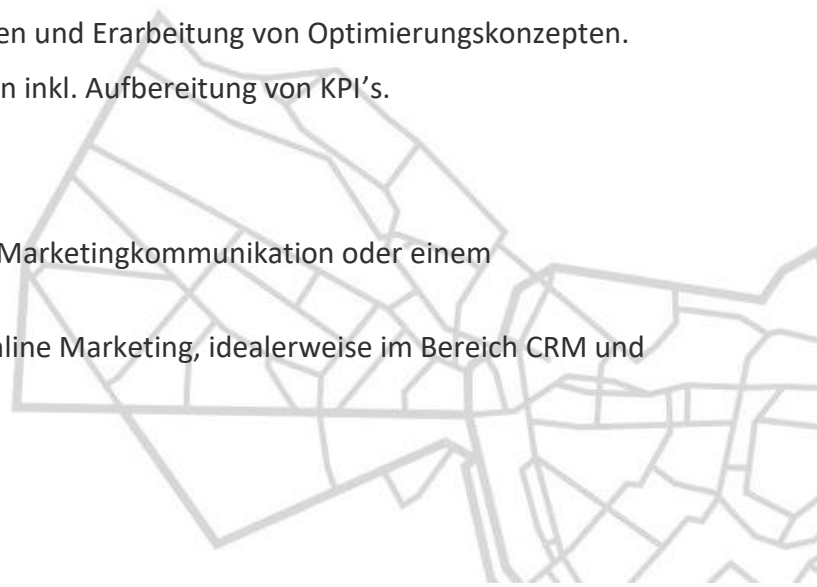 en und Erarbeitung von Optimierungskonzepten.
n inkl. Aufbereitung von KPI’s.
Marketingkommunikation oder einem
line Marketing, idealerweise im Bereich CRM und